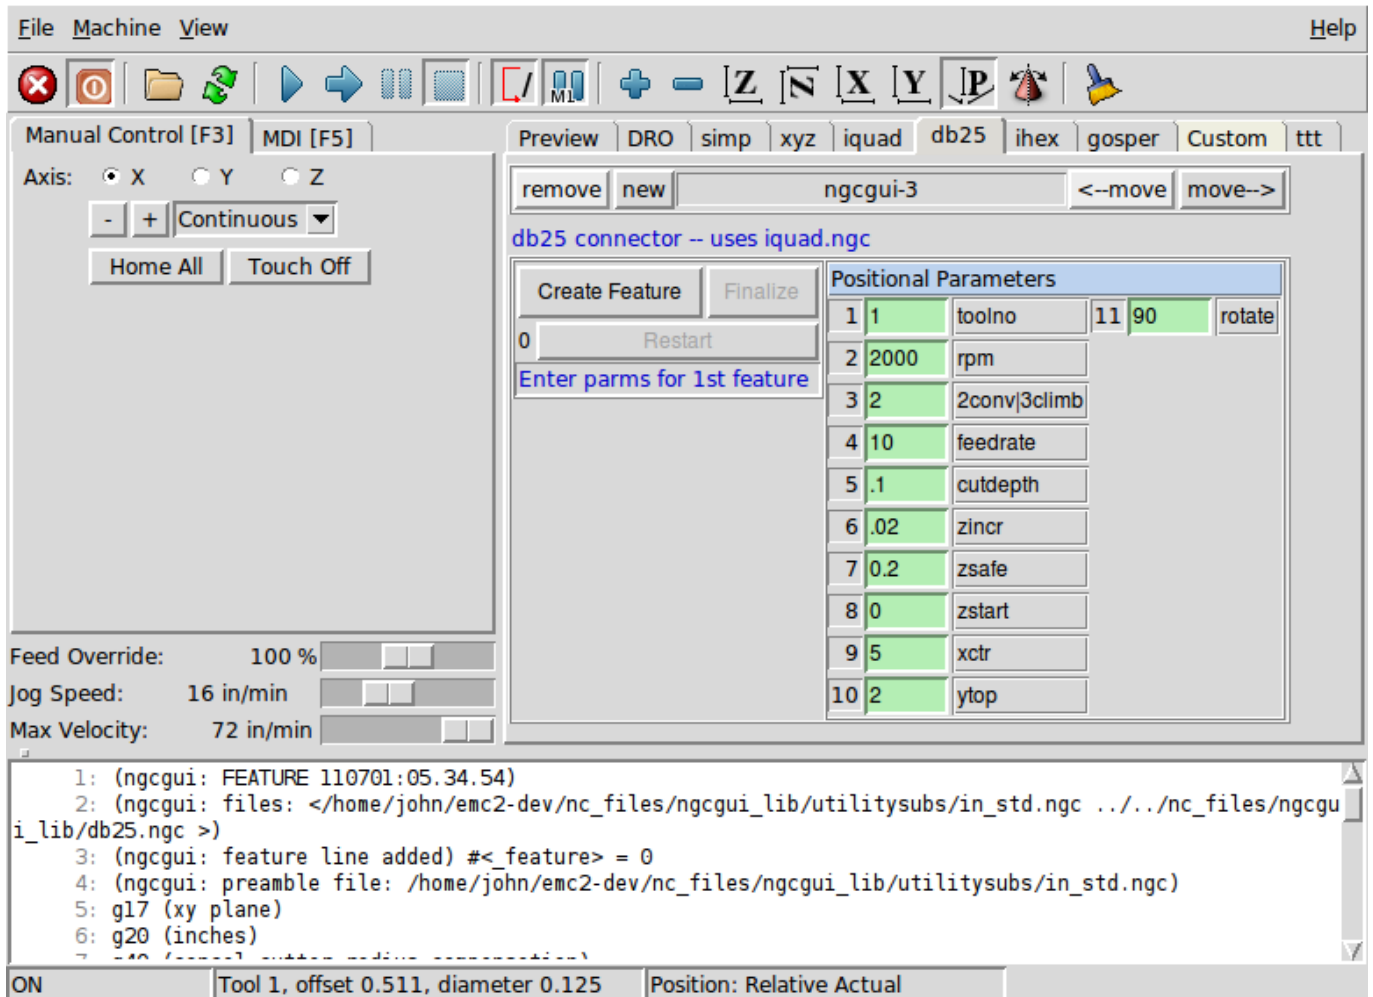 File Machine View Help
Z N X Y P
M1
Manual Control [F3] MDI [F5]
Axis: X Y Z
- + Continuous
Home All Touch Off
Feed Override: 100 %
Jog Speed: 16 in/min
Max Velocity: 72 in/min
Preview DRO simp xyz iquad db25 ihex gosper Custom ttt
remove new ngcgui-3 <--move move-->
db25 connector -- uses iquad.ngc
Create Feature Finalize
0 Restart
Enter parms for 1st feature
Positional Parameters
1 1 toolno 11 90 rotate
2 2000 rpm
3 2 2conv|3climb
4 10 feedrate
5 .1 cutdepth
6 .02 zincr
7 0.2 zsafe
8 0 zstart
9 5 xctr
10 2 ytop
1: (ngcgui: FEATURE 110701:05.34.54)
2: (ngcgui: files: </home/john/emc2-dev/nc_files/ngcgui_lib/utilitysubs/in_std.ngc ../../nc_files/ngcgu
i_lib/db25.ngc >)
3: (ngcgui: feature line added) #<_feature> = 0
4: (ngcgui: preamble file: /home/john/emc2-dev/nc_files/ngcgui_lib/utilitysubs/in_std.ngc)
5: g17 (xy plane)
6: g20 (inches)
ON Tool 1, offset 0.511, diameter 0.125 Position: Relative Actual